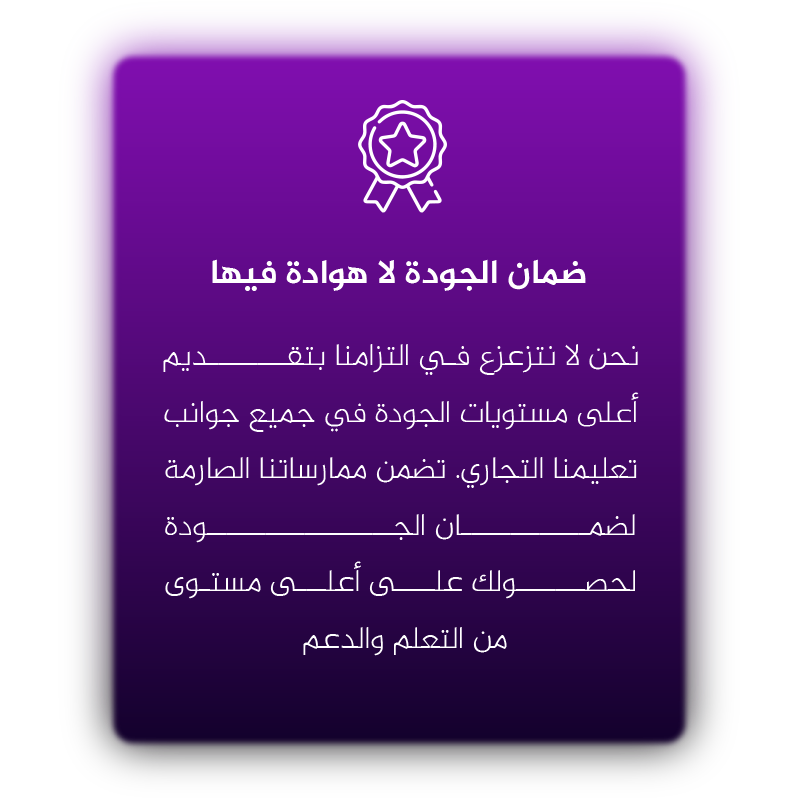 ضمان الجودة لا هوادة فيها
نحن لا نتزعزع في التزامنا بتقديم
أعلى مستويات الجودة في جميع جوانب
تعليمنا التجاري. تضمن ممارساتنا الصارمة
لضمان الجودة
لحصولك على أعلى مستوى
من التعلم والدعم